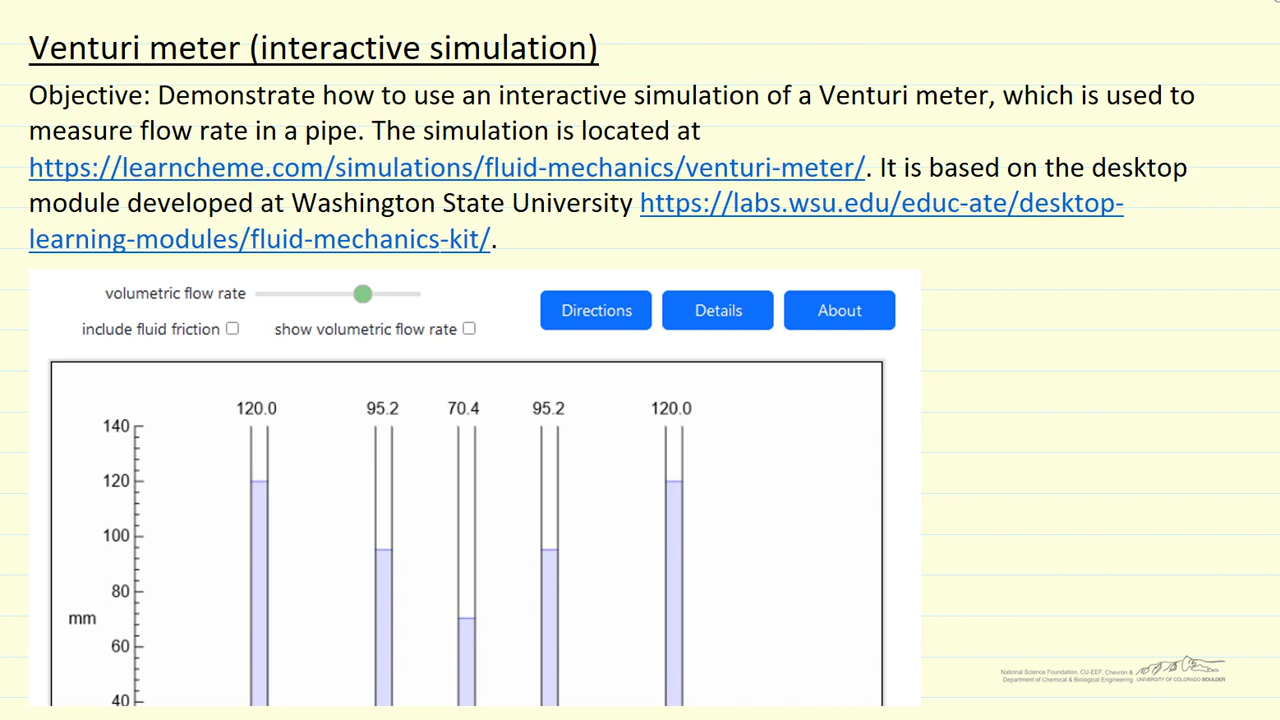 Venturi meter (interactive simulation)
Objective: Demonstrate how to use an interactive simulation of a Venturi meter, which is used to
measure flow rate in a pipe. The simulation is located at
https://learncheme.com/simulations/fluid-mechanics/venturi-meter/. It is based on the desktop
module developed at Washington State University https://labs.wsu.edu/educ-ate/desktop-
learning-modules/fluid-mechanics-kit/.
volumetric flow rate
Directions Details About
include fluid friction show volumetric flow rate
120.0 95.2 70.4 95.2 120.0
140
120
100
80
mm
60
40
National Science Foundation, CU-EEF, Chevron &
Department of Chemical & Biological Engineering UNIVERSITY OF COLORADO BOULDER